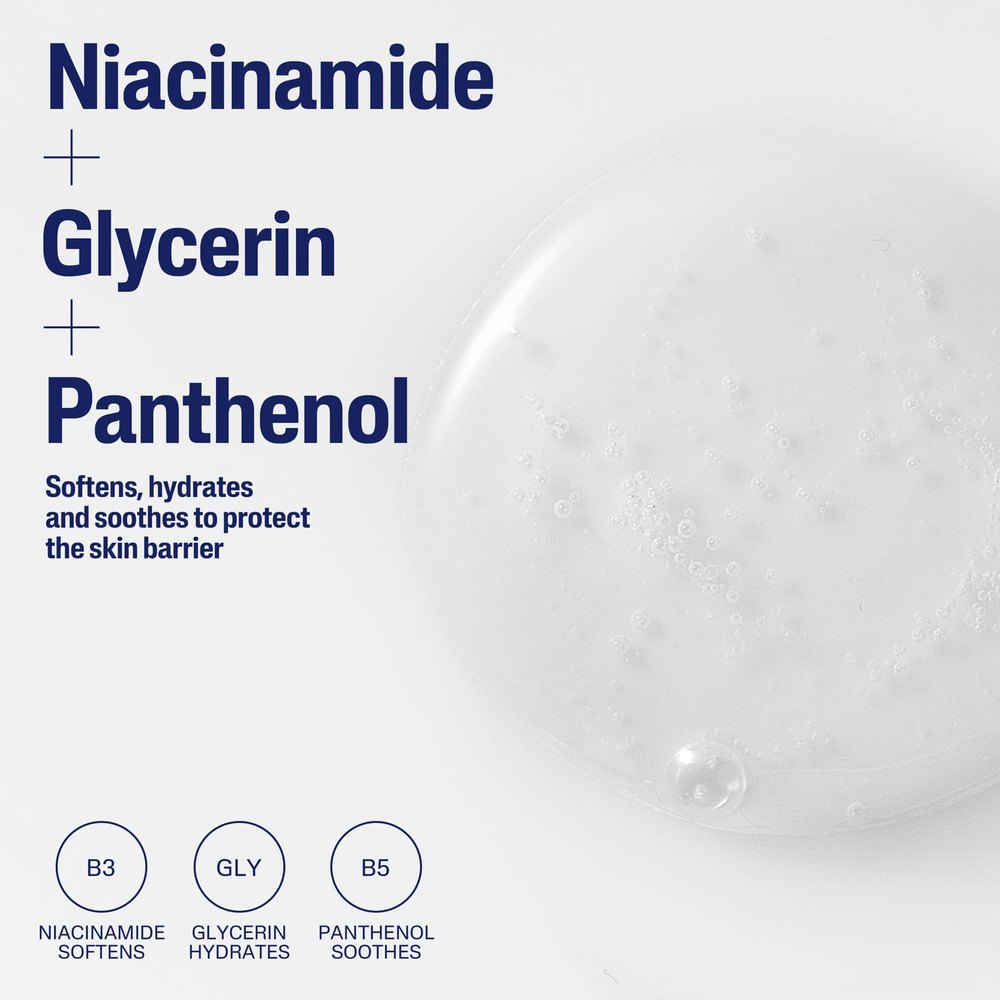 Niacinamide
+
Glycerin
+
Panthenol
Softens, hydrates
and soothes to protect
the skin barrier
B3
GLY
B5
NIACINAMIDE
SOFTENS
GLYCERIN
HYDRATES
PANTHENOL
SOOTHES